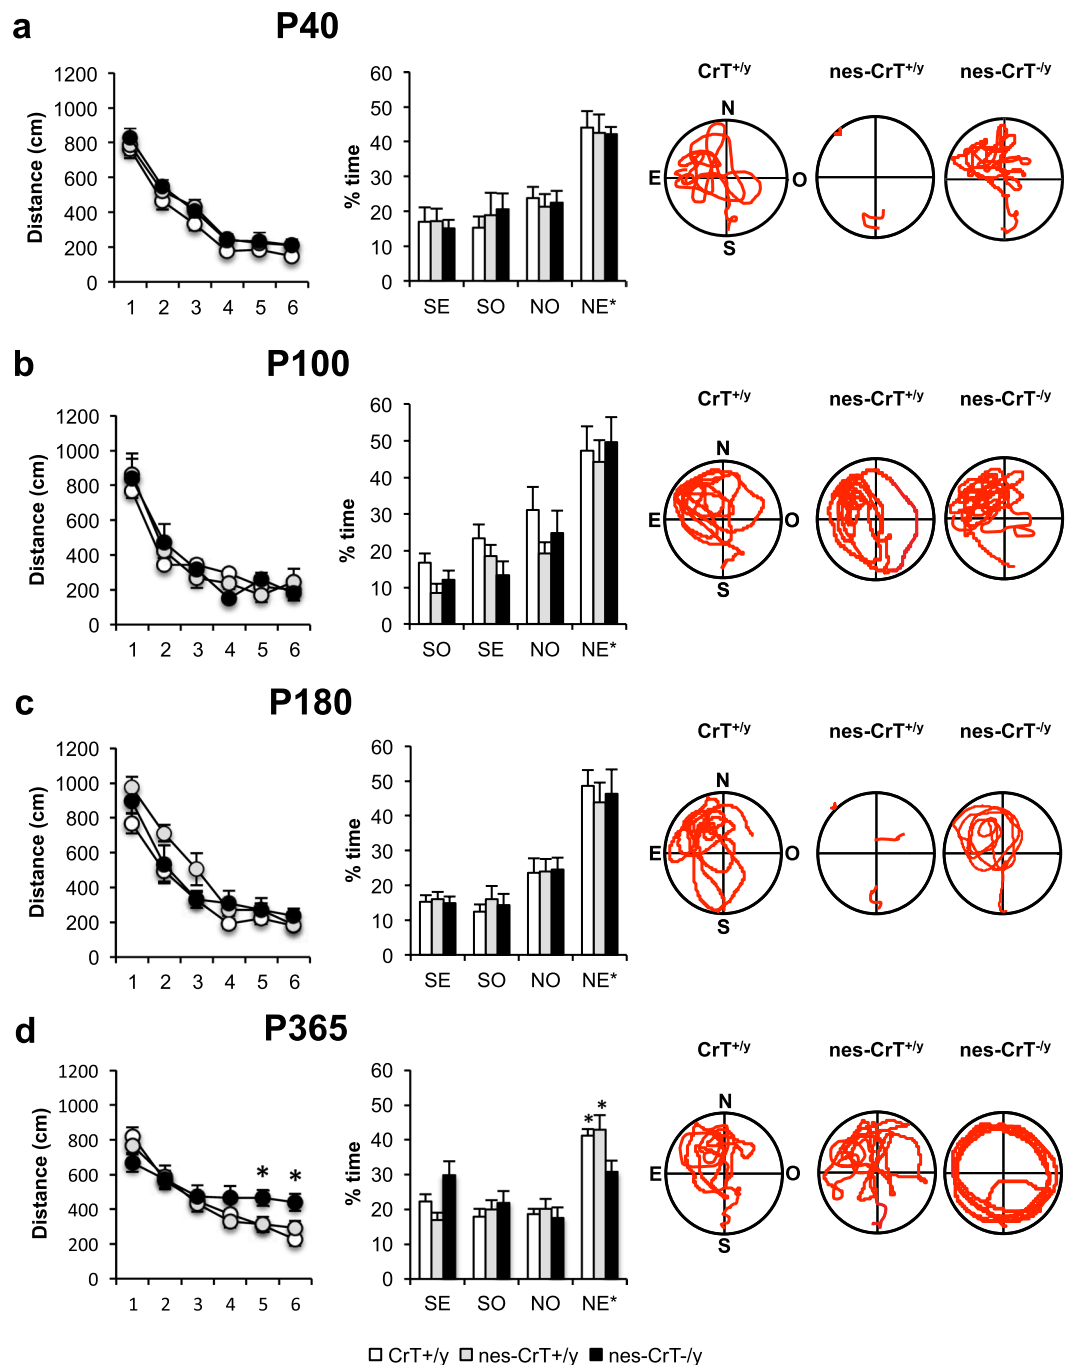 a P40
1200
1000
800
600
400
200
0
Distance (cm)
1 2 3 4 5 6
60
50
40
30
20
10
0
% time
SE SO NO NE*
CrT+/y nes-CrT+/y nes-CrT-/y
N
E O
S
b P100
1200
1000
800
600
400
200
0
Distance (cm)
1 2 3 4 5 6
60
50
40
30
20
10
0
% time
SO SE NO NE*
CrT+/y nes-CrT+/y nes-CrT-/y
N
E O
S
c P180
1200
1000
800
600
400
200
0
Distance (cm)
1 2 3 4 5 6
60
50
40
30
20
10
0
% time
SE SO NO NE*
CrT+/y nes-CrT+/y nes-CrT-/y
N
E O
S
d P365
1200
1000
800
600
400
200
0
Distance (cm)
* *
1 2 3 4 5 6
60
50
40
30
20
10
0
% time
* *
SE SO NO NE*
CrT+/y nes-CrT+/y nes-CrT-/y
N
E O
S
CrT+/y nes-CrT+/y nes-CrT-/y